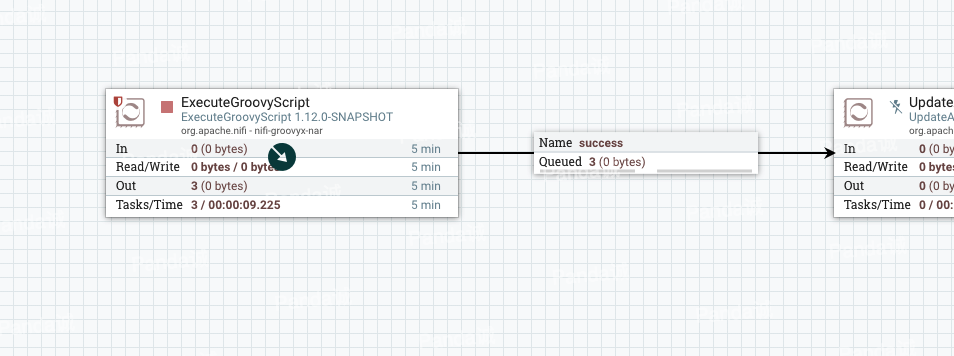 ExecuteGroovyScript
ExecuteGroovyScript 1.12.0-SNAPSHOT
org.apache.nifi - nifi-groovyx-nar
In 0 (0 bytes) 5 min
Read/Write 0 bytes / 0 bytes 5 min
Out 3 (0 bytes) 5 min
Tasks/Time 3 / 00:00:09.225 5 min
Name success
Queued 3 (0 bytes)
Update
UpdateA
org.apache
In 0 (0 by
Read/Write 0 bytes
Out 0 (0 by
Tasks/Time 0 / 00: